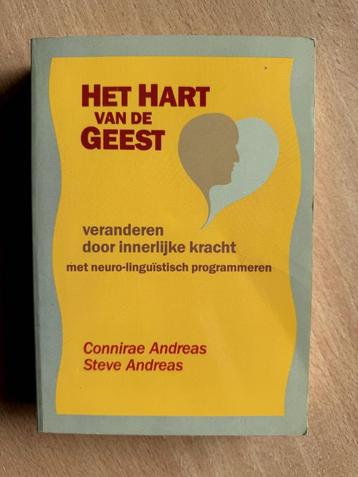 HET HART
VAN DE
GEEST
veranderen
door innerlijke kracht
met neuro-linguïstisch programmeren
Connirae Andreas
Steve Andreas